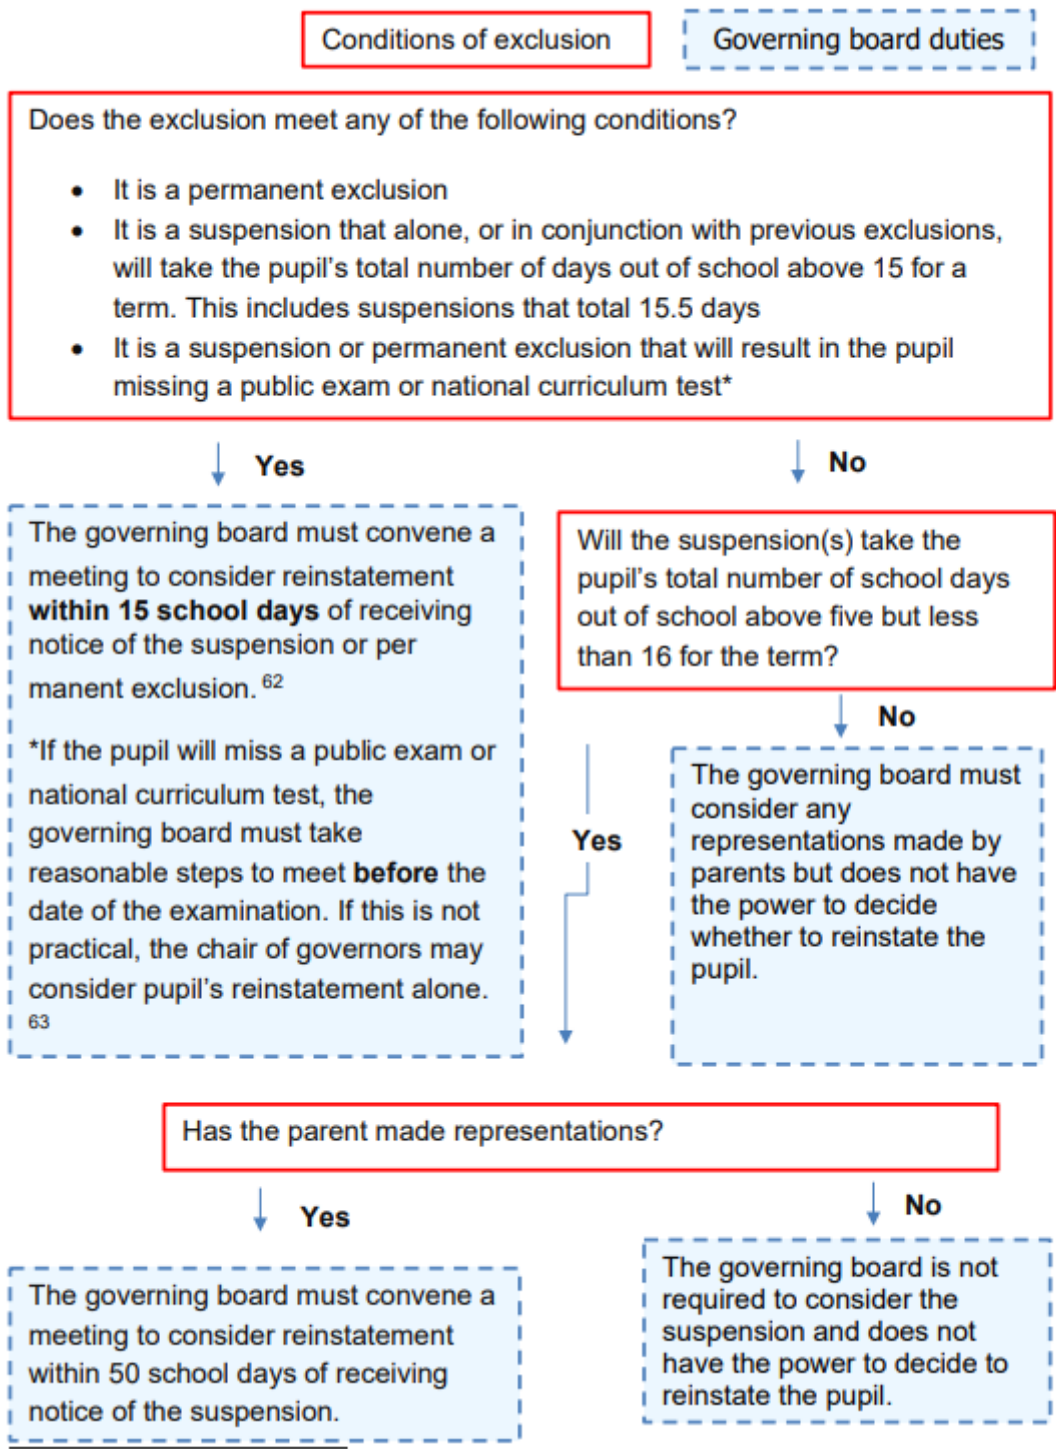 Conditions of exclusion
Governing board duties
Does the exclusion meet any of the following conditions?
• It is a permanent exclusion
• It is a suspension that alone, or in conjunction with previous exclusions,
will take the pupil's total number of days out of school above 15 for a
term. This includes suspensions that total 15.5 days
• It is a suspension or permanent exclusion that will result in the pupil
missing a public exam or national curriculum test*
Yes
No
The governing board must convene a
meeting to consider reinstatement
within 15 school days of receiving
notice of the suspension or per
manent exclusion. 62
*If the pupil will miss a public exam or
national curriculum test, the
governing board must take
reasonable steps to meet before the
date of the examination. If this is not
practical, the chair of governors may
consider pupil's reinstatement alone.
63
Will the suspension(s) take the
pupil's total number of school days
out of school above five but less
than 16 for the term?
No
Yes
The governing board must
consider any
representations made by
parents but does not have
the power to decide
whether to reinstate the
pupil.
Has the parent made representations?
Yes
No
The governing board must convene a
meeting to consider reinstatement
within 50 school days of receiving
notice of the suspension.
The governing board is not
required to consider the
suspension and does not
have the power to decide to
reinstate the pupil.